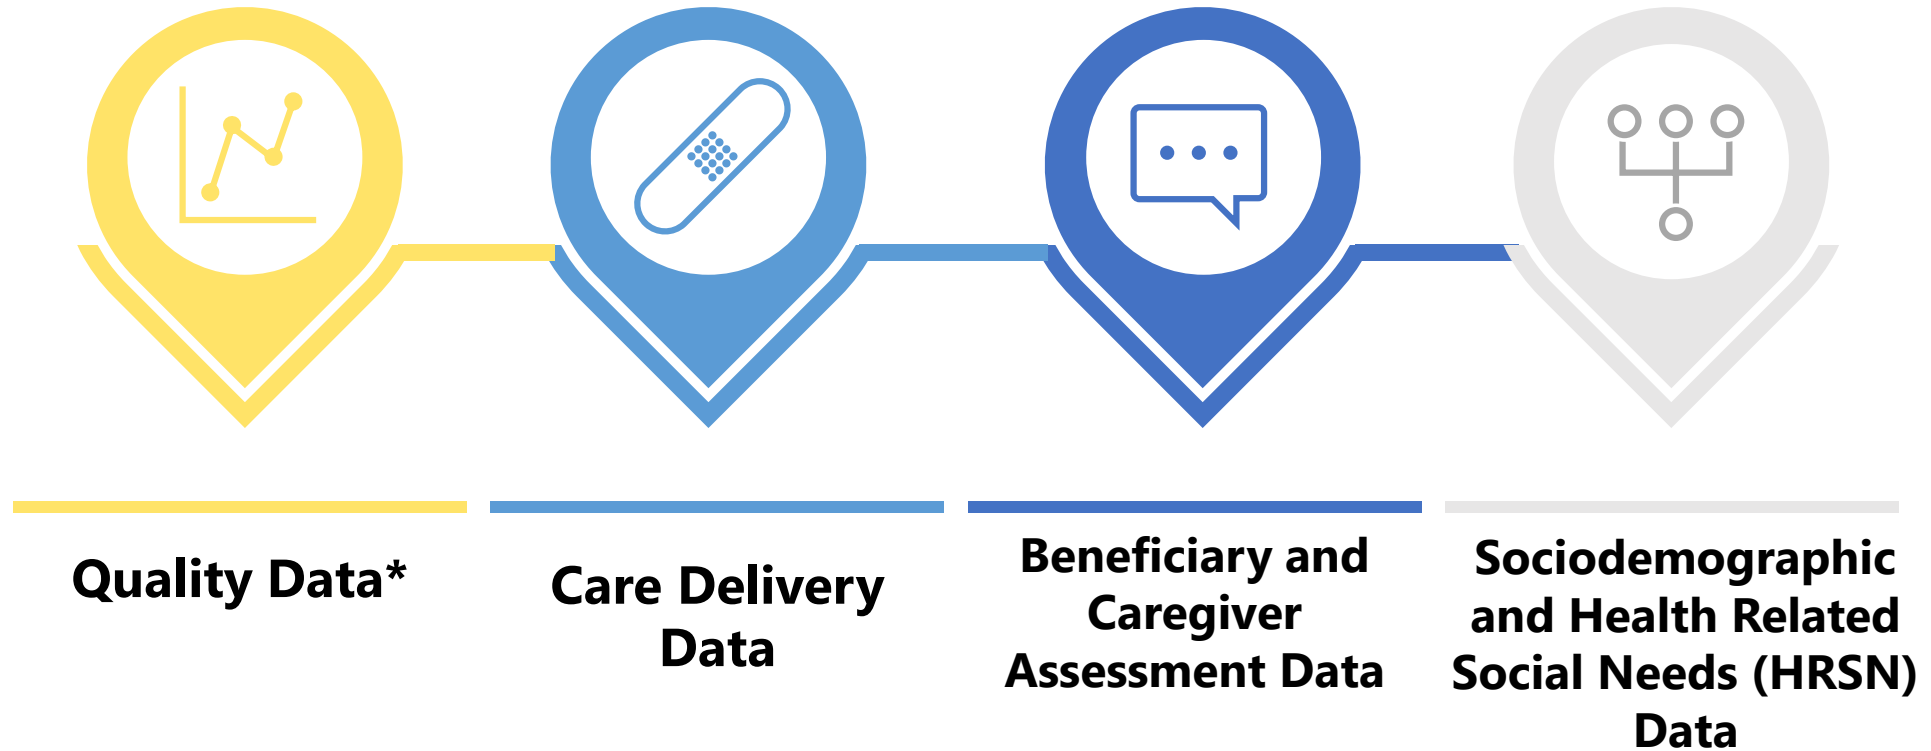 Quality Data*
Care Delivery
Data
Beneficiary and
Caregiver
Assessment Data
Sociodemographic
and Health Related
Social Needs (HRSN)
Data